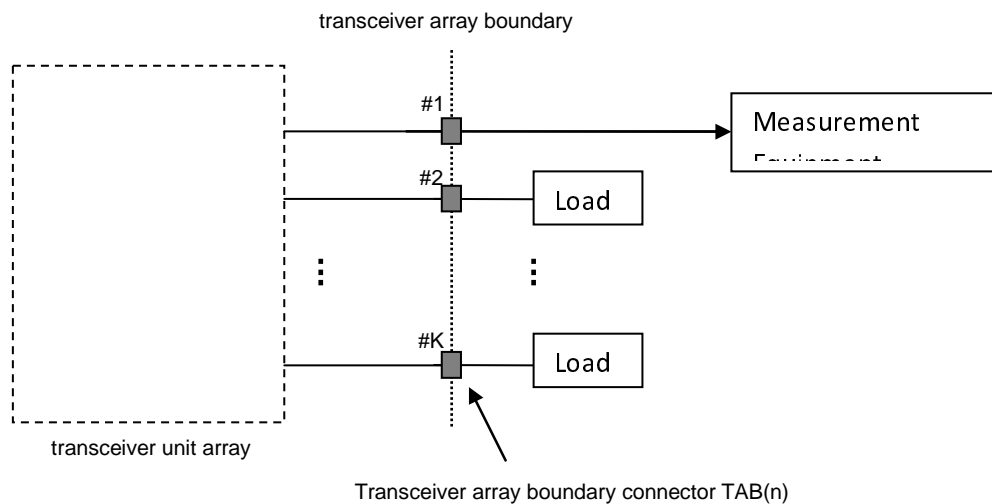 transceiver array boundary
#1
Measurement
#2
Load
#K
Load
transceiver unit array
Transceiver array boundary connector TAB(n)